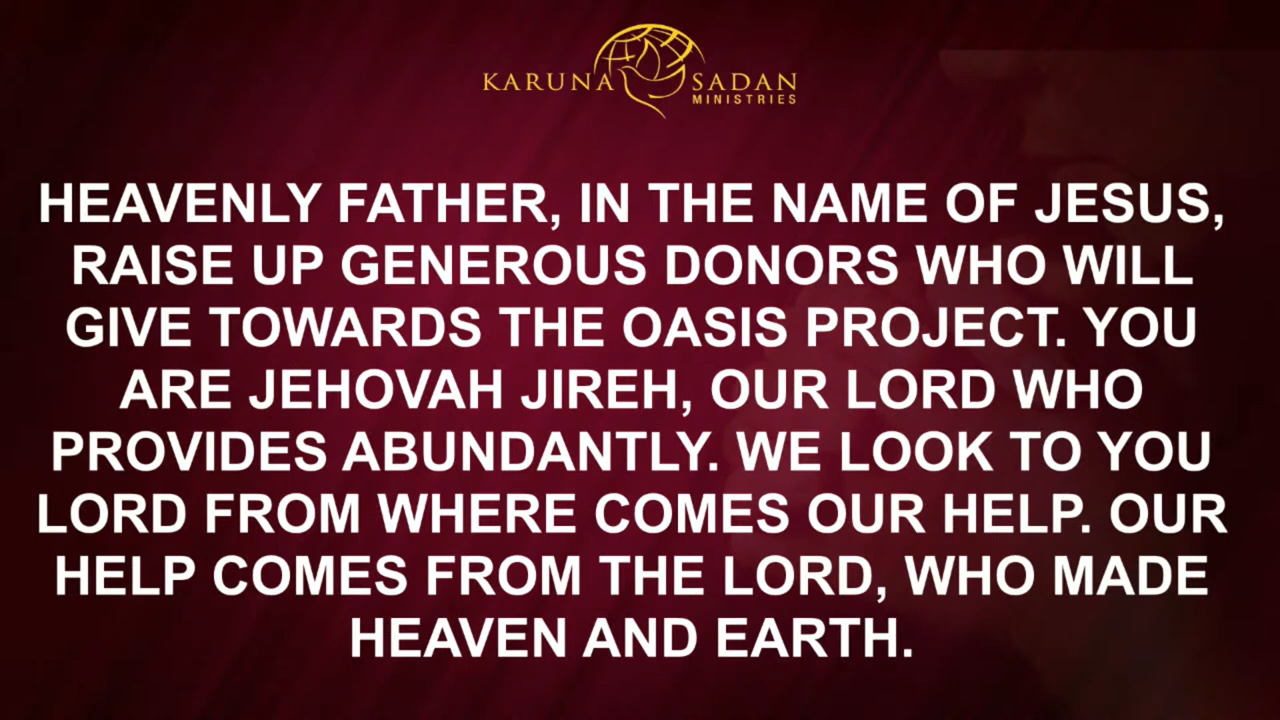 KARUNA SADAN
MINISTRIES
HEAVENLY FATHER, IN THE NAME OF JESUS,
RAISE UP GENEROUS DONORS WHO WILL
GIVE TOWARDS THE OASIS PROJECT. YOU
ARE JEHOVAH JIREH, OUR LORD WHO
PROVIDES ABUNDANTLY. WE LOOK TO YOU
LORD FROM WHERE COMES OUR HELP. OUR
HELP COMES FROM THE LORD, WHO MADE
HEAVEN AND EARTH.